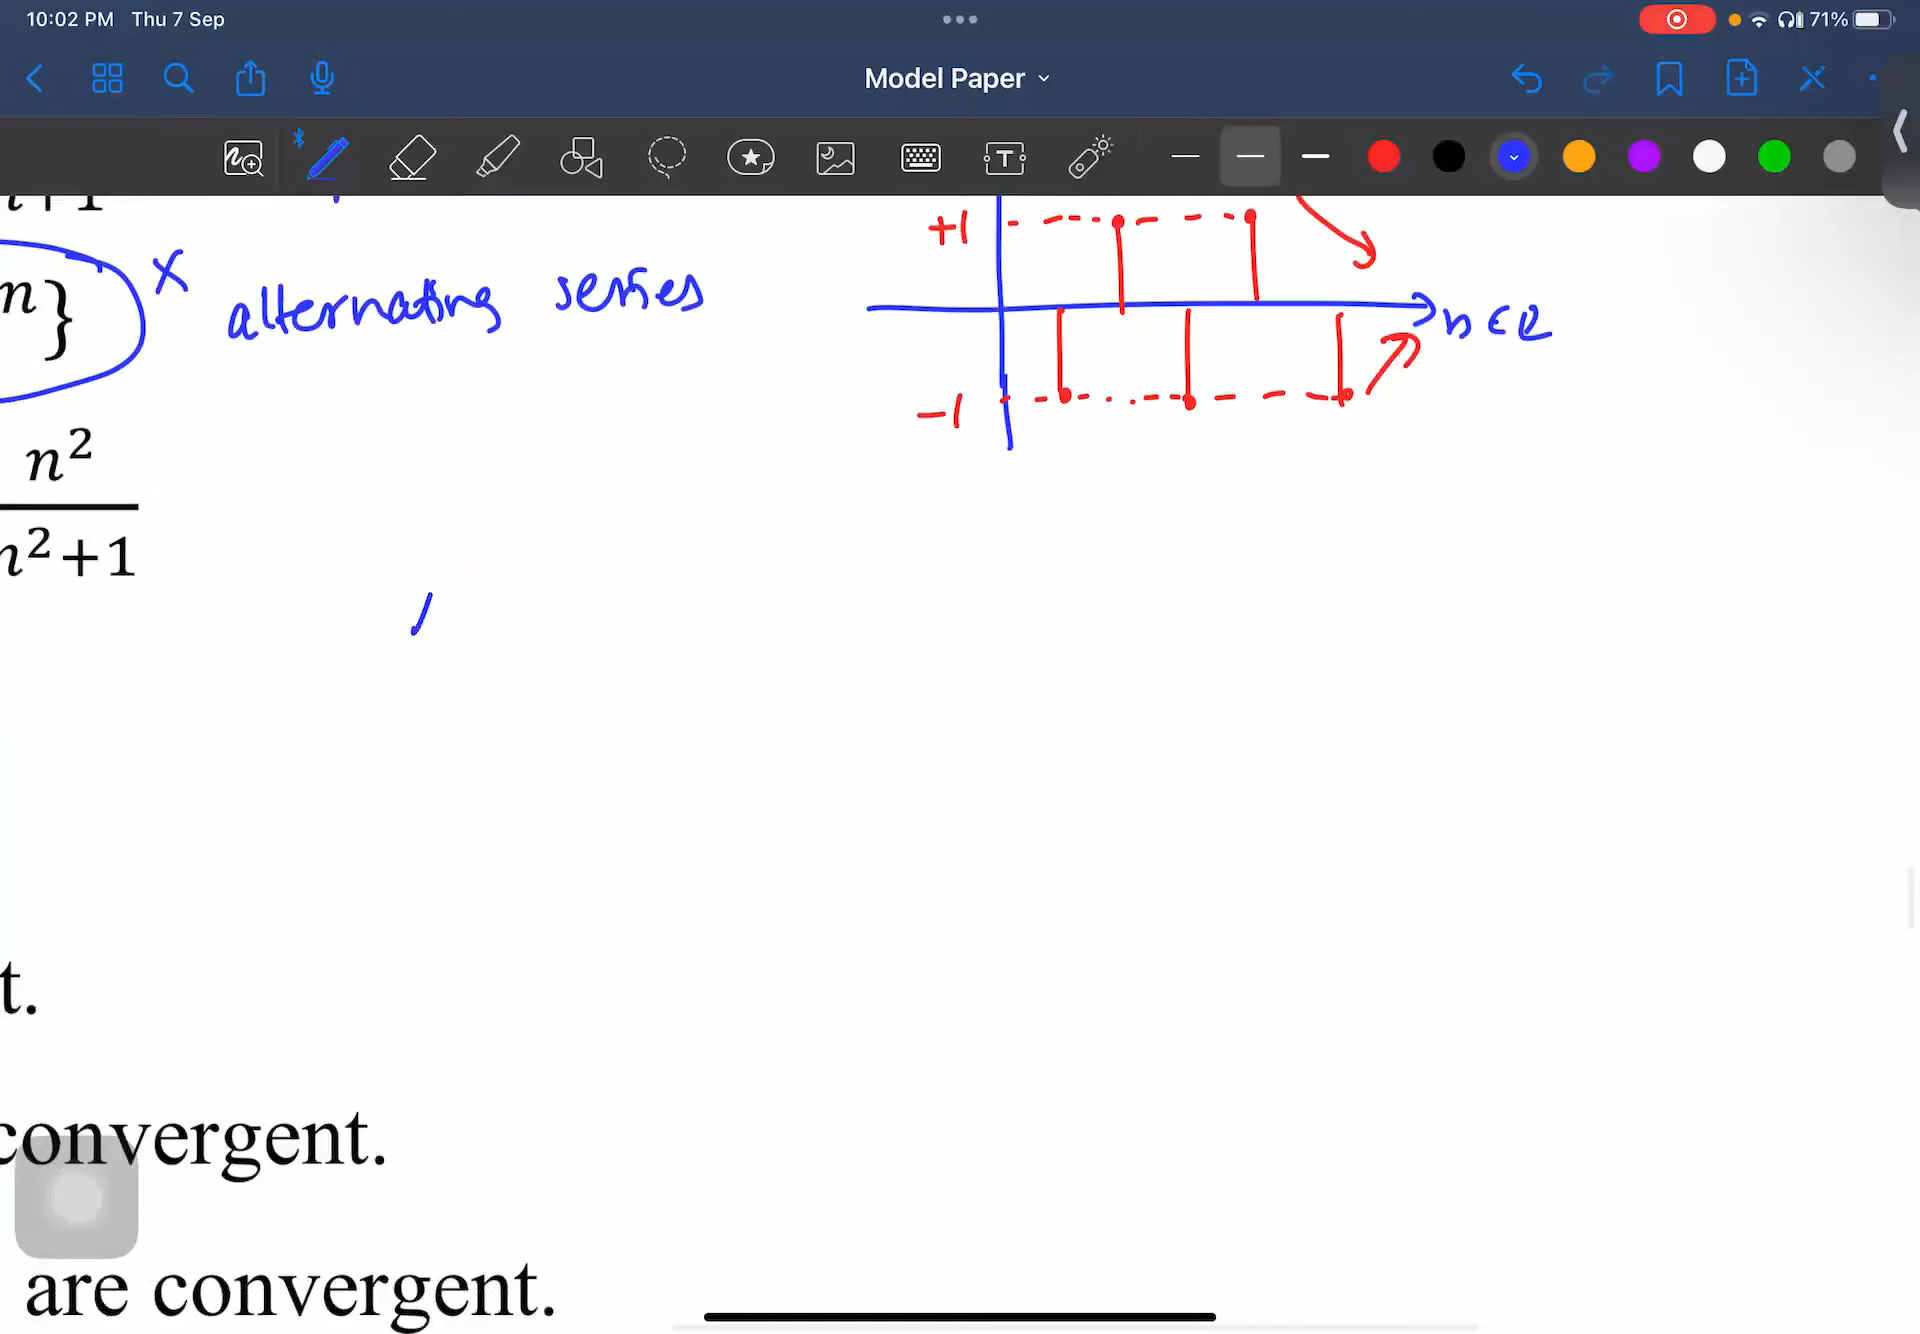 10:02 PM Thu 7 Sep
71%
Model Paper
T
+1
+1
n} x alternating series
n ∈ R
-1
n²
n²+1
t.
convergent.
are convergent.